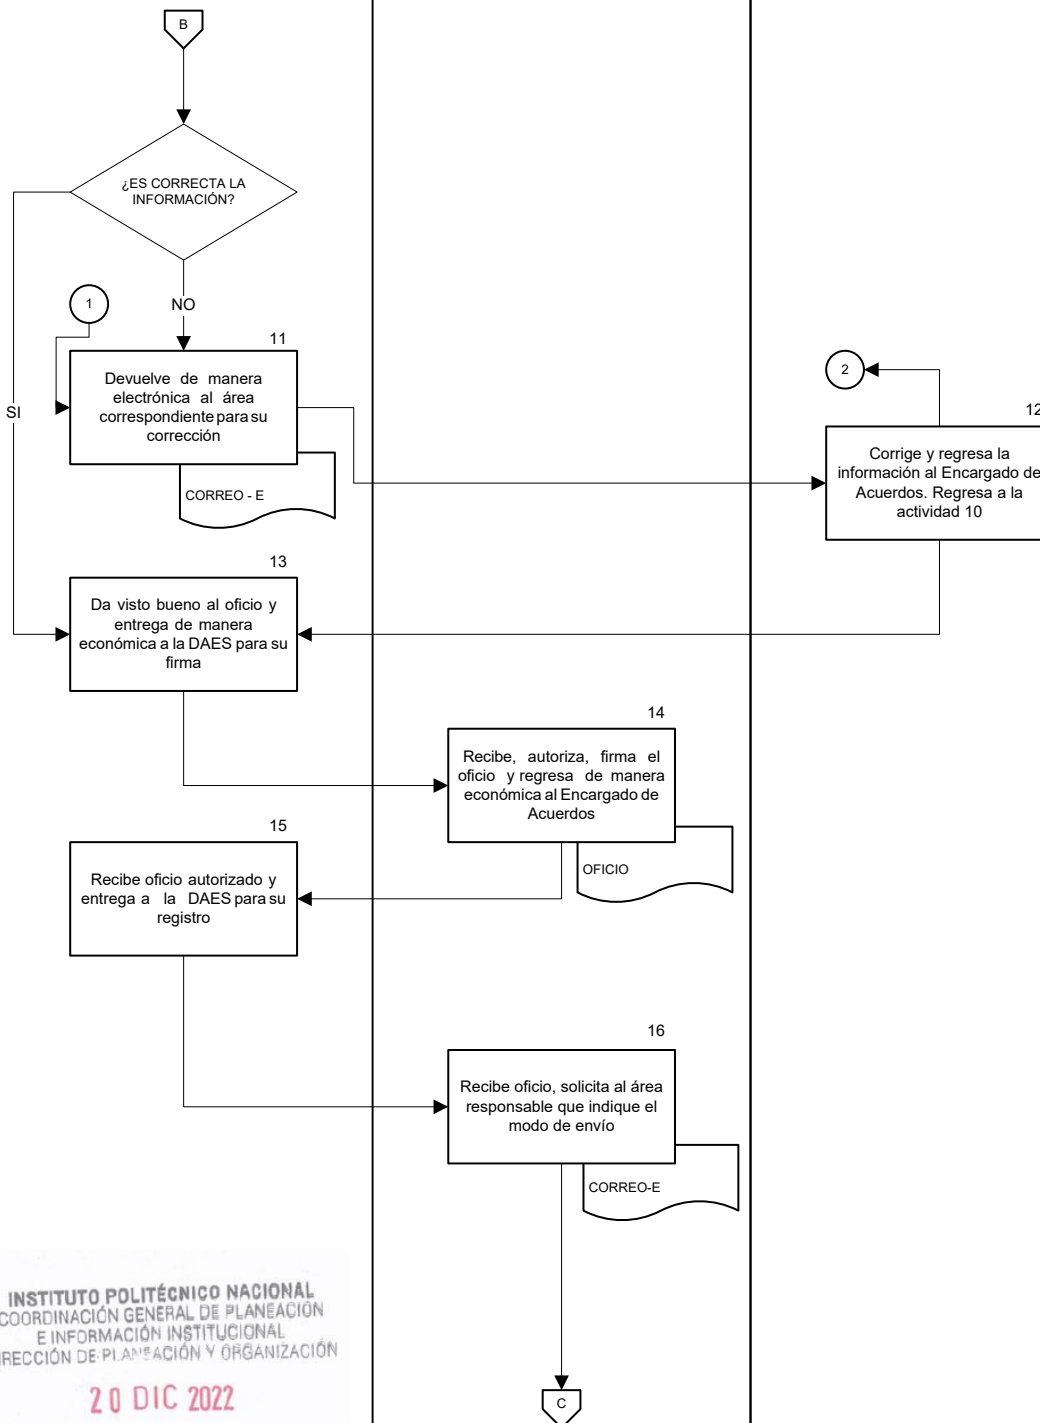 B
¿ES CORRECTA LA
INFORMACIÓN?
SI
1
NO
11
Devuelve de manera
electrónica al área
correspondiente para su
corrección
CORREO - E
2
12
Corrige y regresa la
información al Encargado de
Acuerdos. Regresa a la
actividad 10
13
Da visto bueno al oficio y
entrega de manera
económica a la DAES para su
firma
14
Recibe, autoriza, firma el
oficio y regresa de manera
económica al Encargado de
Acuerdos
OFICIO
15
Recibe oficio autorizado y
entrega a la DAES para su
registro
16
Recibe oficio, solicita al área
responsable que indique el
modo de envío
CORREO-E
C
INSTITUTO POLITÉCNICO NACIONAL
COORDINACIÓN GENERAL DE PLANEACIÓN
E INFORMACIÓN INSTITUCIONAL
IRECCIÓN DE PLANEACIÓN Y ORGANIZACIÓN
20 DIC 2022